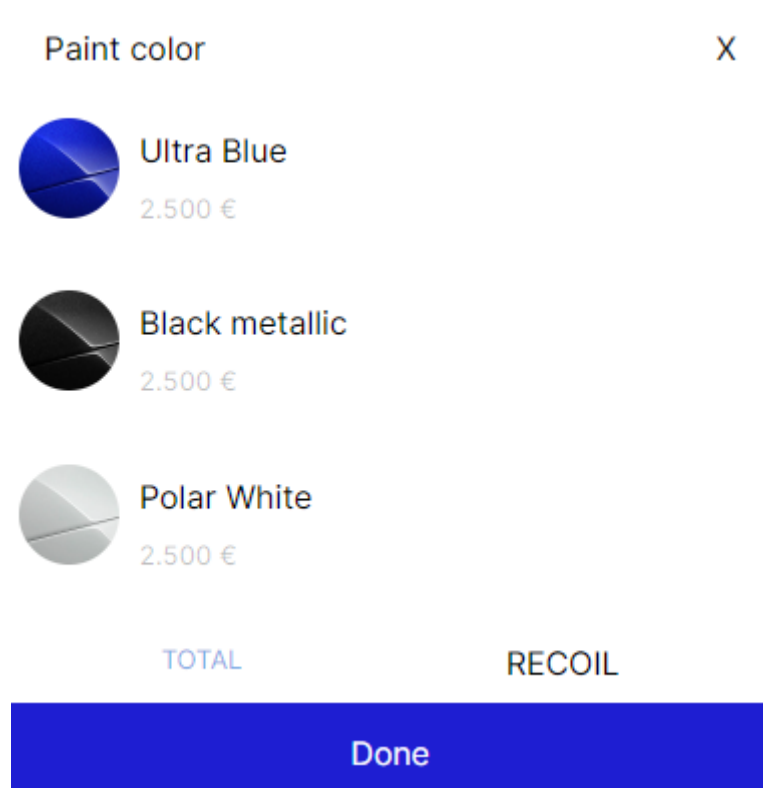 Paint color X
Ultra Blue
2.500 €
Black metallic
2.500 €
Polar White
2.500 €
TOTAL RECOIL
Done